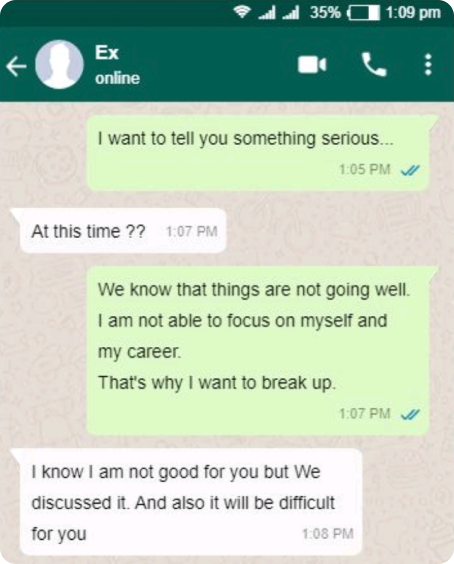 35% 1:09 pm
Ex
online
I want to tell you something serious...
1:05 PM
At this time ?? 1:07 PM
We know that things are not going well.
I am not able to focus on myself and
my career.
That's why I want to break up.
1:07 PM
I know I am not good for you but We
discussed it. And also it will be difficult
for you 1:08 PM